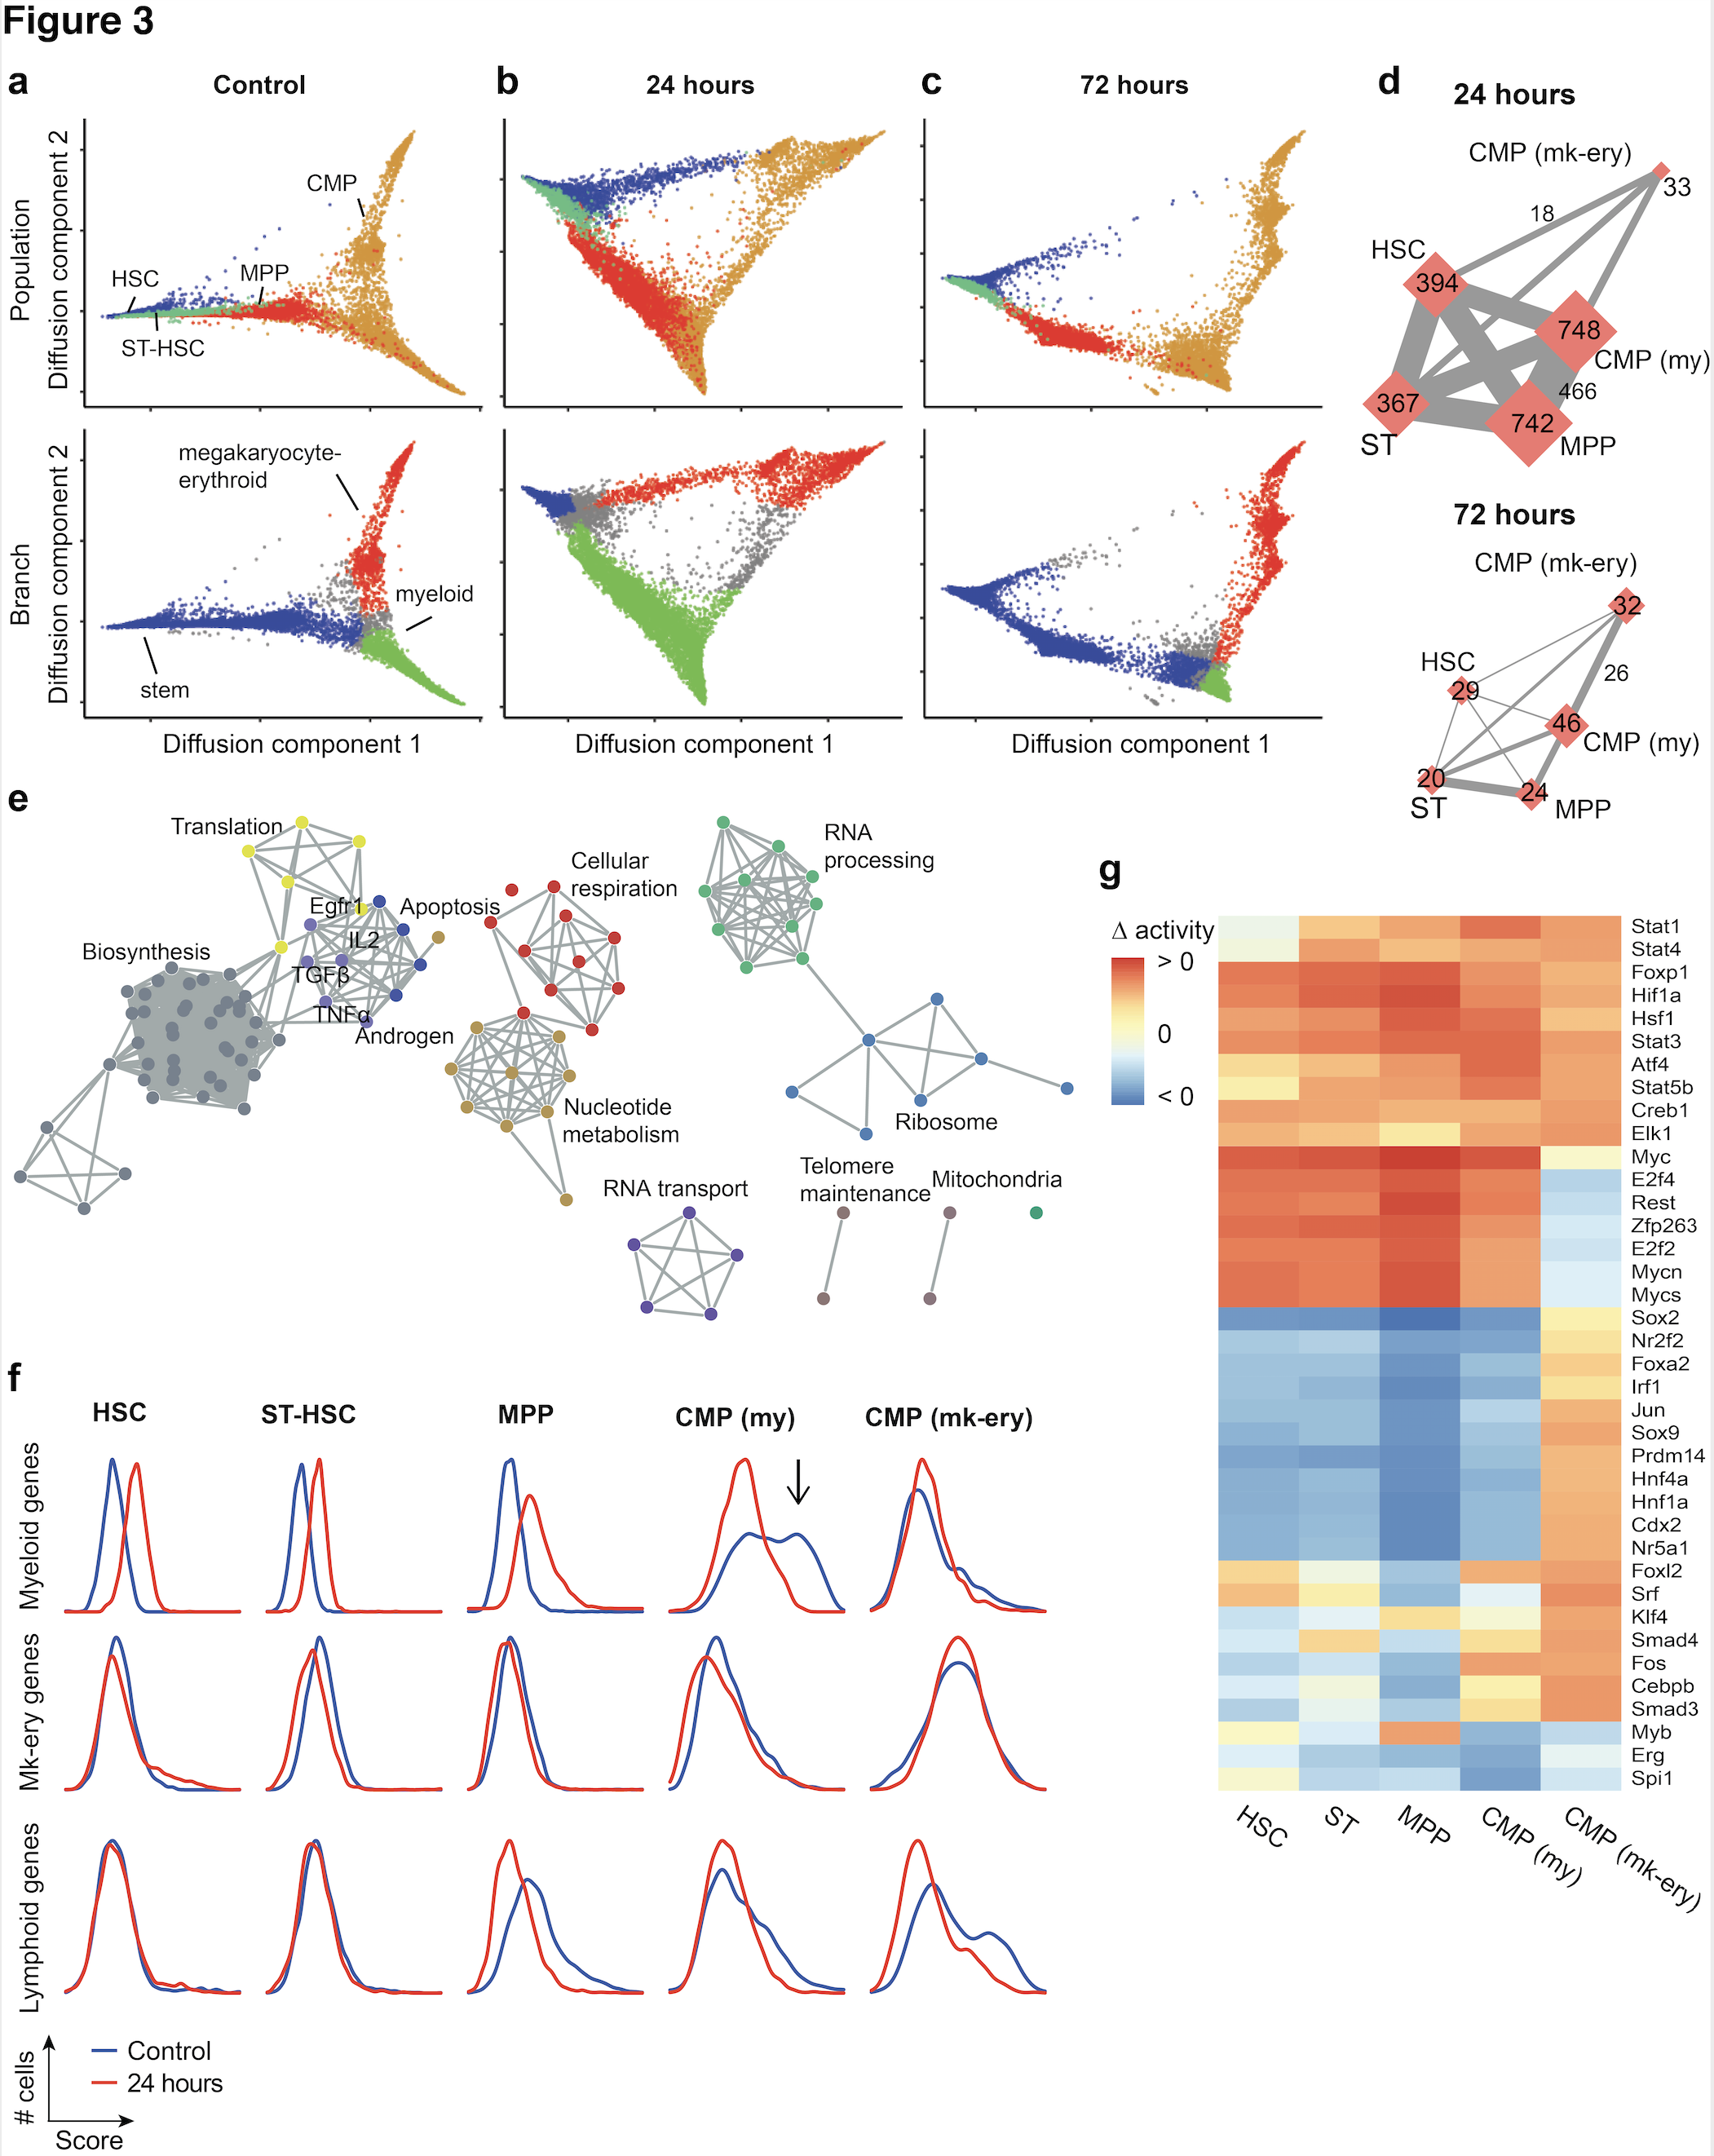 Figure 3
a
Control
b
24 hours
c
72 hours
d
24 hours
Population
Diffusion component 2
CMP
HSC
MPP
ST-HSC
CMP (mk-ery)
33
18
HSC
394
748
CMP (my)
466
367
742
ST
MPP
Branch
Diffusion component 2
megakaryocyte-
erythroid
myeloid
stem
Diffusion component 1
Diffusion component 1
Diffusion component 1
72 hours
CMP (mk-ery)
32
26
HSC
29
46
CMP (my)
20
24
ST
MPP
e
Translation
Egfr1
Apoptosis
IL2
Biosynthesis
TGFβ
TNFα
Androgen
Cellular
respiration
Nucleotide
metabolism
RNA
processing
Ribosome
RNA transport
Telomere
maintenance
Mitochondria
f
HSC
ST-HSC
MPP
CMP (my)
CMP (mk-ery)
Myeloid genes
Mk-ery genes
Lymphoid genes
# cells
Score
Control
24 hours
g
Δ activity
> 0
0
< 0
Stat1
Stat4
Foxp1
Hif1a
Hsf1
Stat3
Atf4
Stat5b
Creb1
Elk1
Myc
E2f4
Rest
Zfp263
E2f2
Mycn
Mycs
Sox2
Nr2f2
Foxa2
Irf1
Jun
Sox9
Prdm14
Hnf4a
Hnf1a
Cdx2
Nr5a1
Foxl2
Srf
Klf4
Smad4
Fos
Cebpb
Smad3
Myb
Erg
Spi1
HSC
ST
MPP
CMP (my)
CMP (mk-ery)